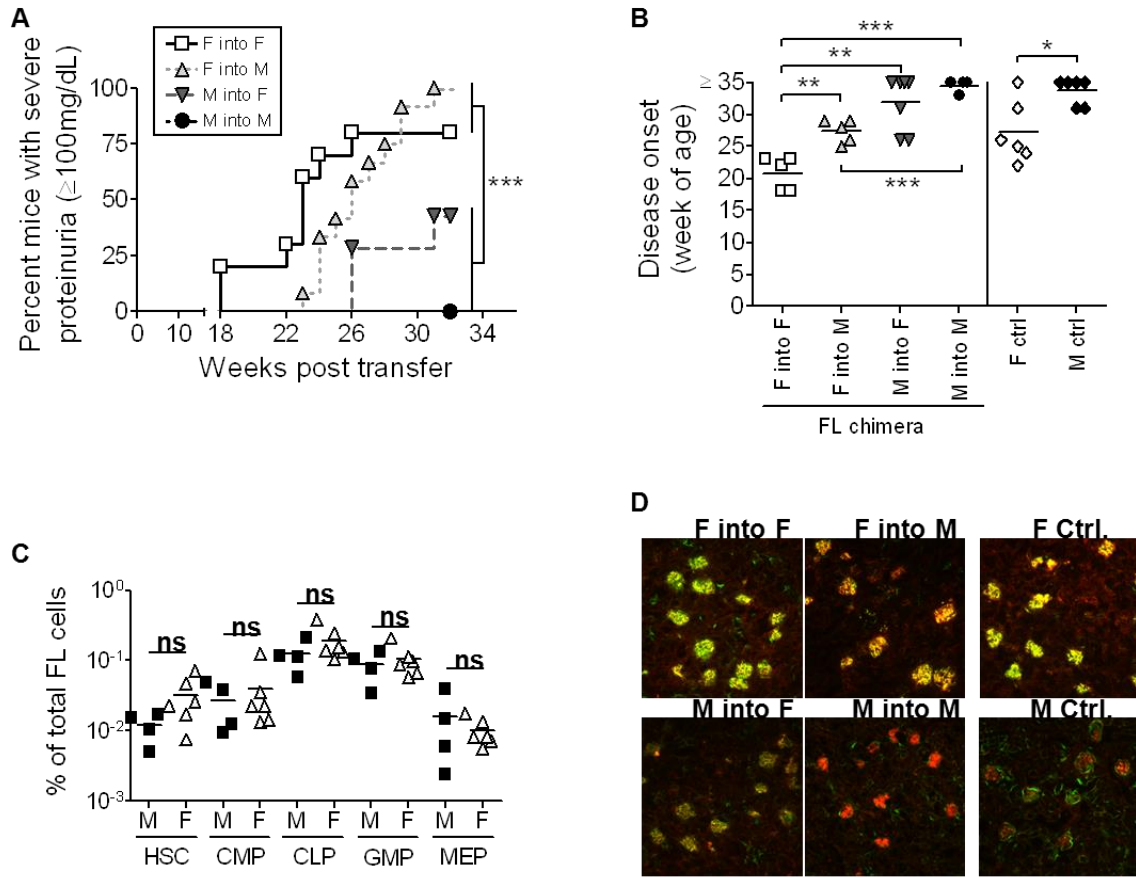 A
F into F
F into M
M into F
M into M
Percent mice with severe
proteinuria (≥100mg/dL)
100
75
50
25
0
***
0 10 18 22 26 30 34
Weeks post transfer
B
Disease onset
(week of age)
≥
35
30
25
20
15
10
5
0
***
**
**
***
*
F into F
F into M
M into F
M into M
F ctrl
M ctrl
FL chimera
C
% of total FL cells
10⁰
10⁻¹
10⁻²
10⁻³
ns ns ns ns ns
M F M F M F M F M F
HSC CMP CLP GMP MEP
D
F into F F into M F Ctrl.
M into F M into M M Ctrl.